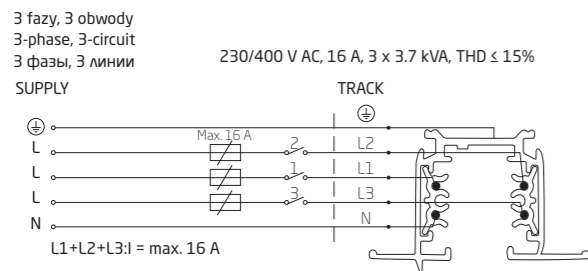 3 fazy, 3 obwody
3-phase, 3-circuit
3 фазы, 3 линии
230/400 V AC, 16 A, 3 x 3.7 kVA, THD ≤ 15%
SUPPLY TRACK
Max. 16 A
L 2 L2
L 1 L1
L 3 L3
N N
L1+L2+L3:I = max. 16 A